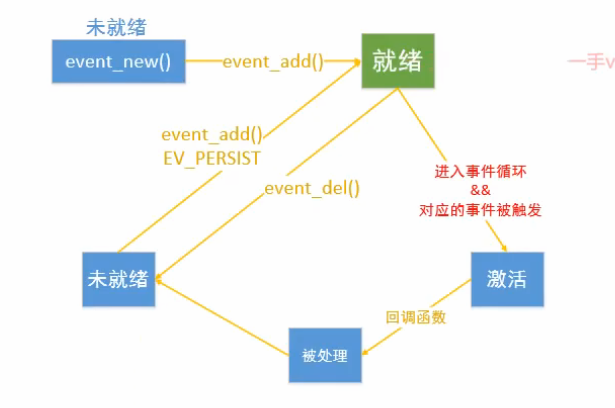 未就绪
event_new()
event_add()
就绪
一手v
event_add()
EV_PERSIST
event_del()
进入事件循环
&&
对应的事件被触发
未就绪
激活
回调函数
被处理